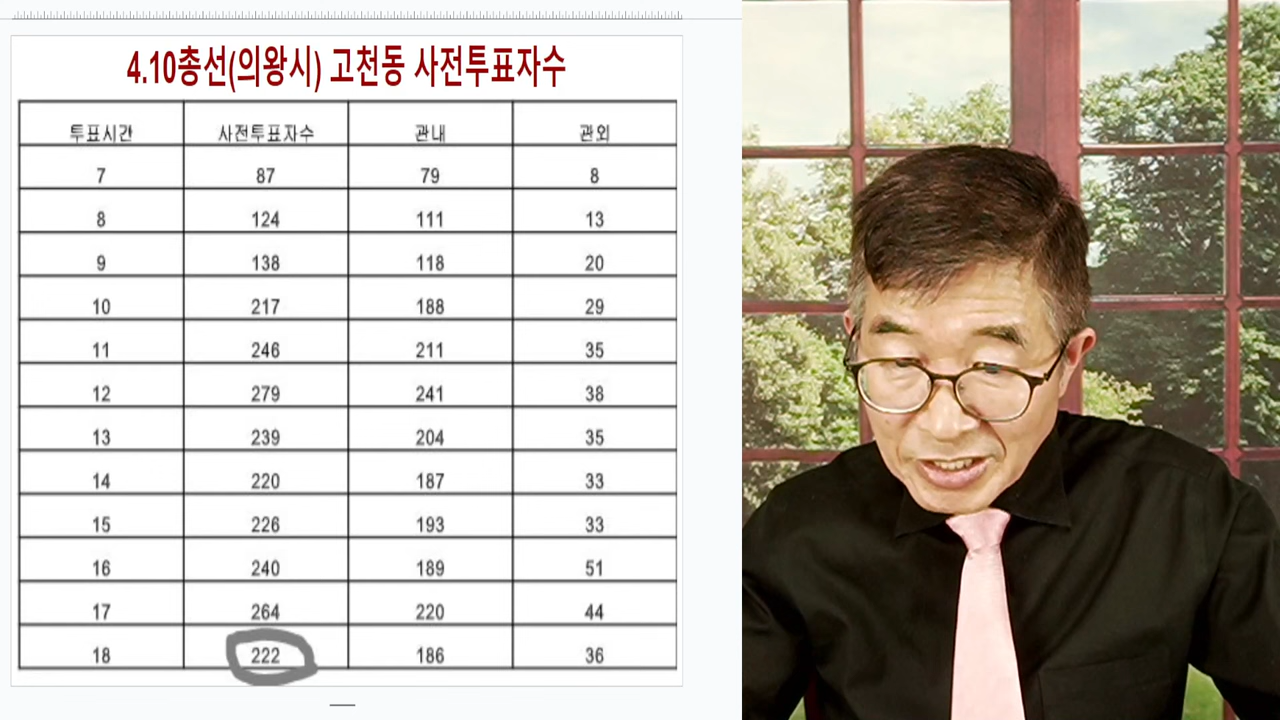 4.10총선(의왕시) 고천동 사전투표자수
투표시간 사전투표자수 관내 관외
7 87 79 8
8 124 111 13
9 138 118 20
10 217 188 29
11 246 211 35
12 279 241 38
13 239 204 35
14 220 187 33
15 226 193 33
16 240 189 51
17 264 220 44
18 222 186 36